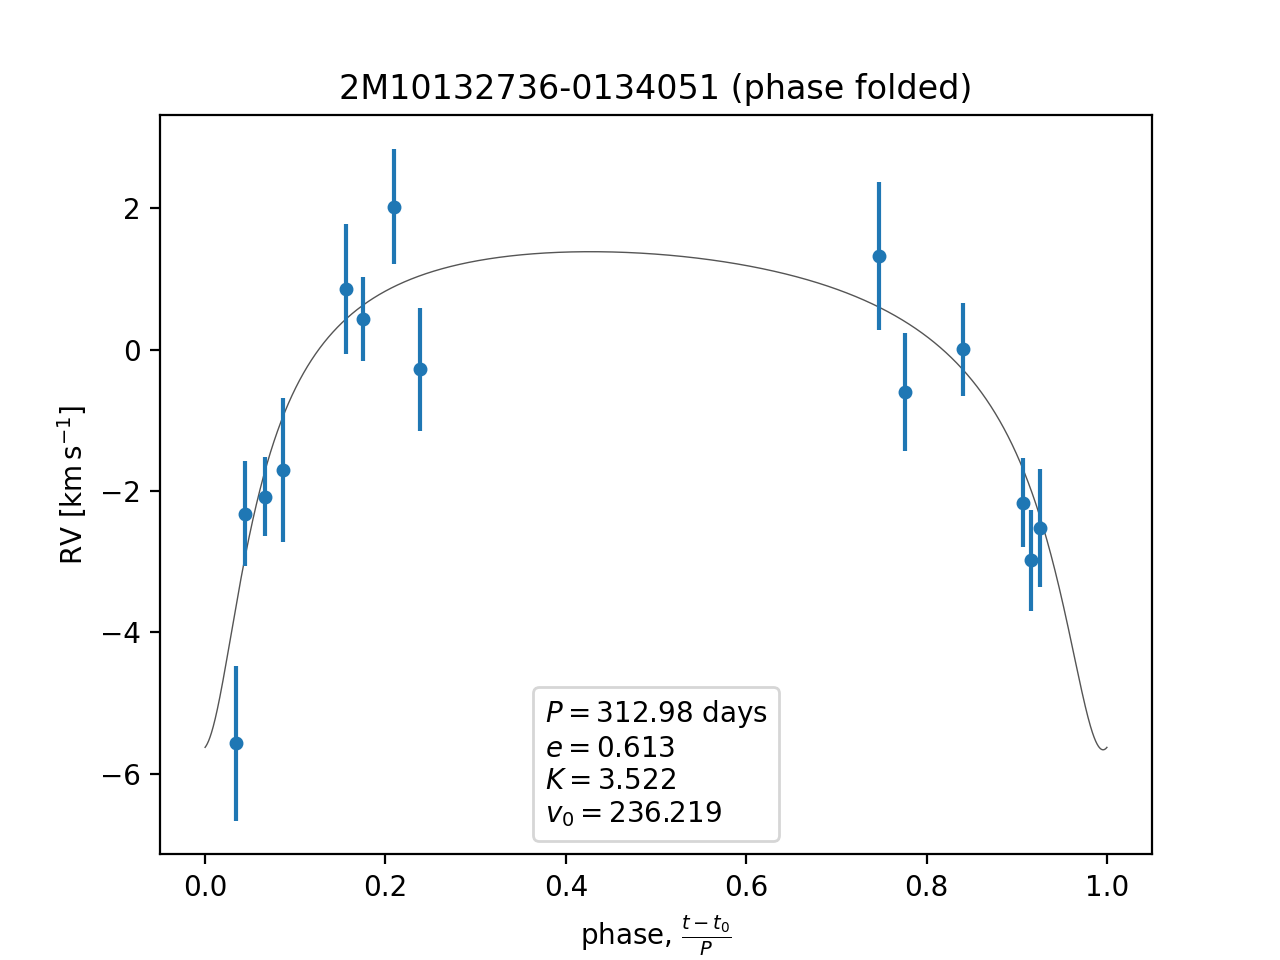 2M10132736-0134051 (phase folded)
RV [km s⁻¹]
2
0
−2
−4
−6
P = 312.98 days
e = 0.613
K = 3.522
v₀ = 236.219
0.0 0.2 0.4 0.6 0.8 1.0
phase, (t − t₀)/P